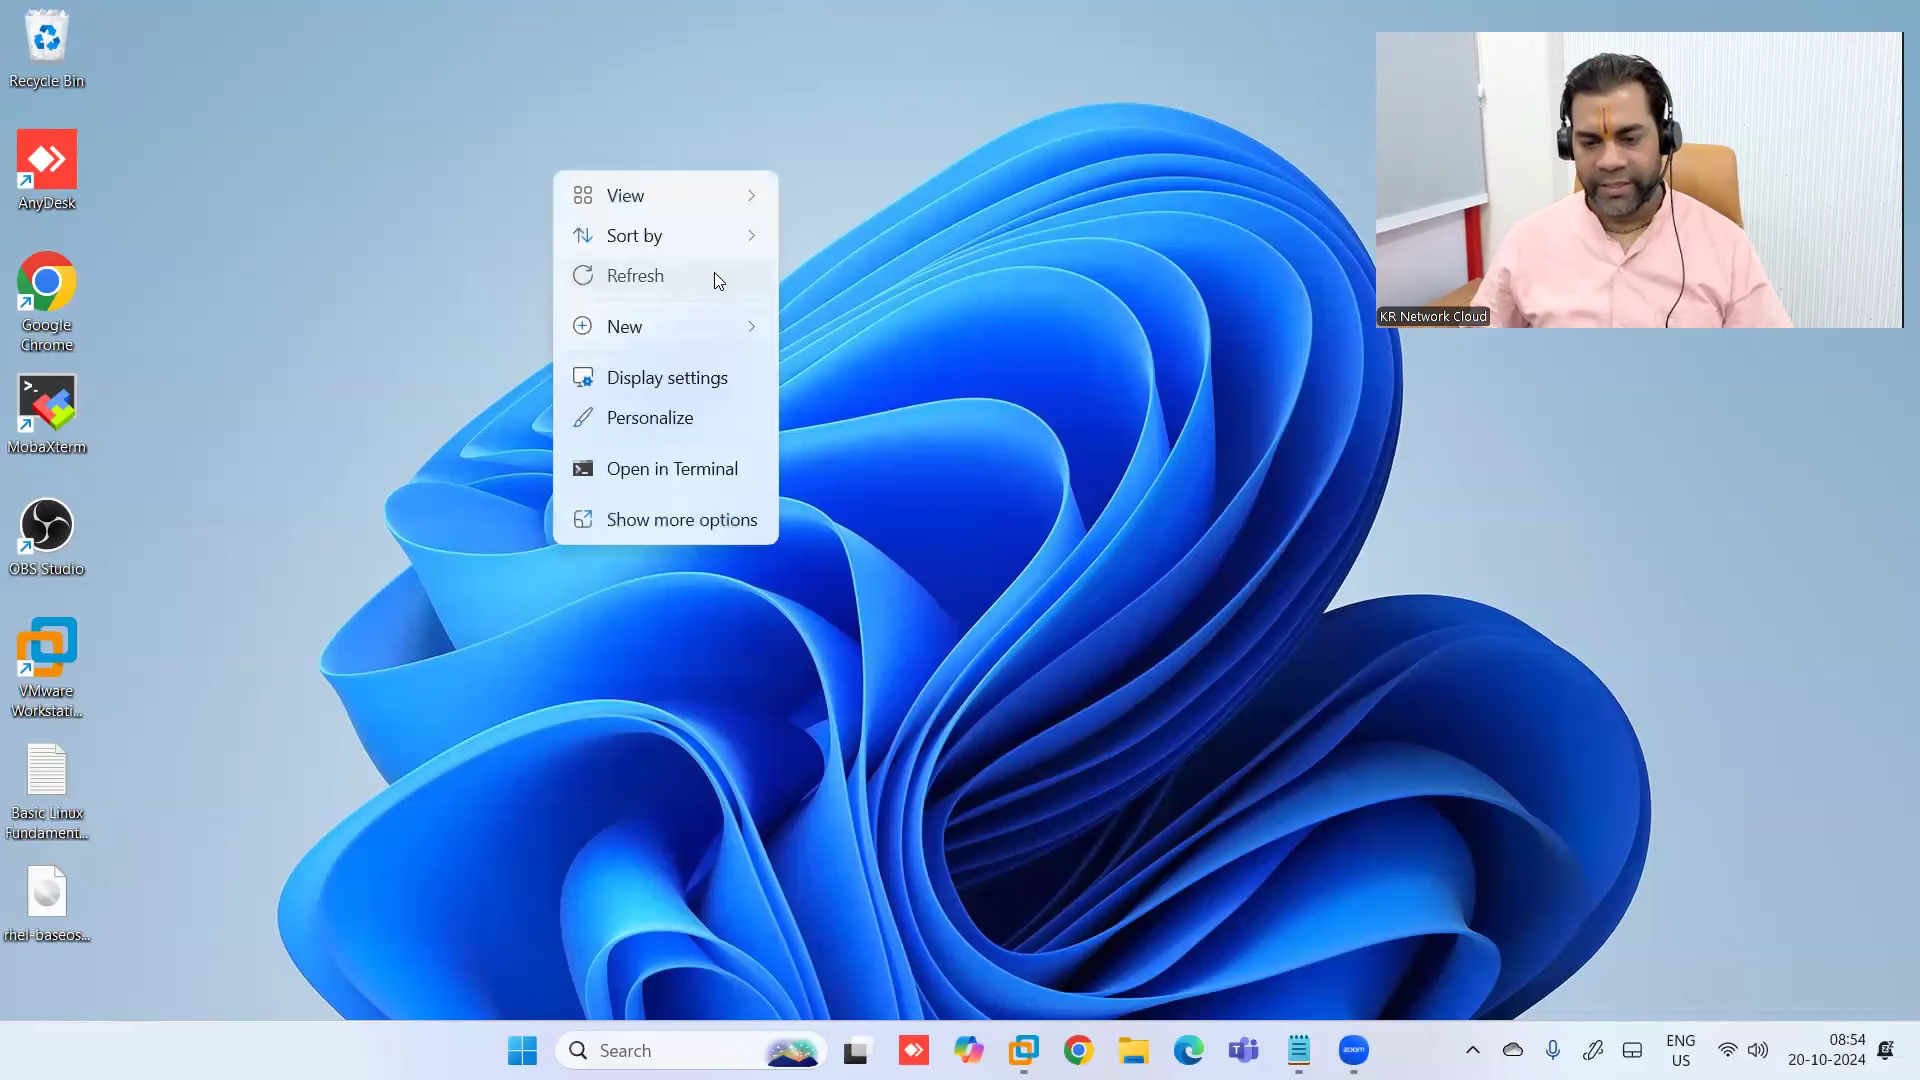 Recycle Bin
AnyDesk
Google
Chrome
MobaXterm
OBS Studio
VMware
Workstati...
Basic Linux
Fundament...
rhel-baseos...
View
Sort by
Refresh
New
Display settings
Personalize
Open in Terminal
Show more options
KR Network Cloud
Search
zoom
ENG
US
08:54
20-10-2024